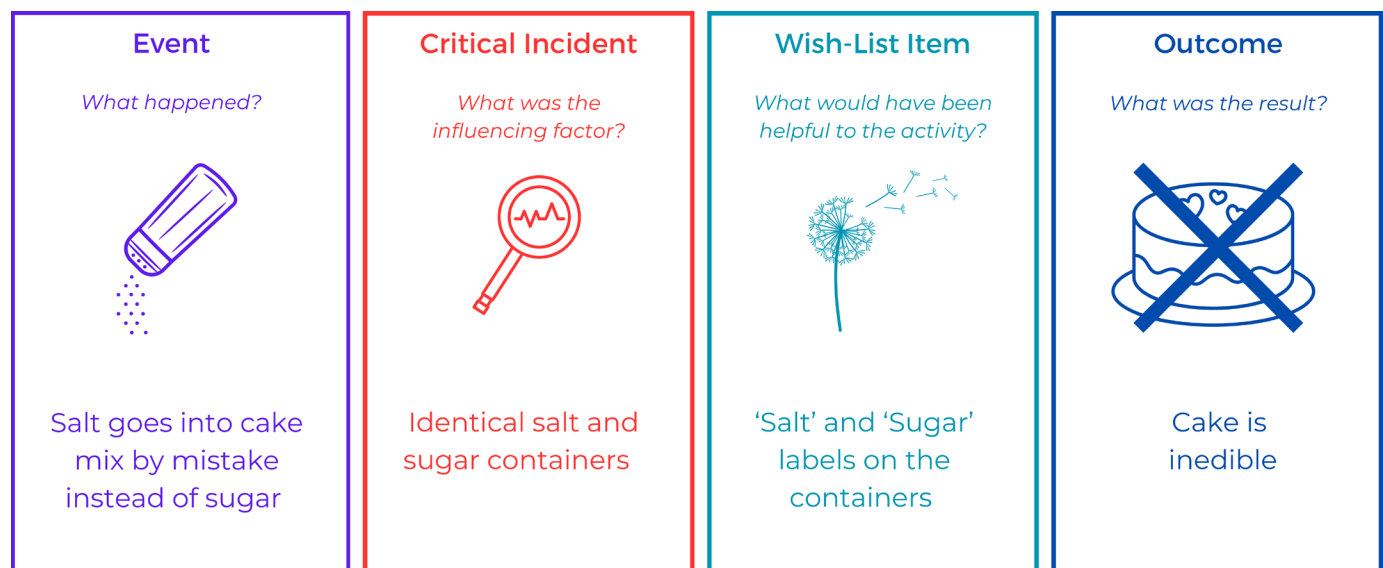 Event
What happened?
Salt goes into cake
mix by mistake
instead of sugar
Critical Incident
What was the
influencing factor?
Identical salt and
sugar containers
Wish-List Item
What would have been
helpful to the activity?
‘Salt’ and ‘Sugar’
labels on the
containers
Outcome
What was the result?
Cake is
inedible